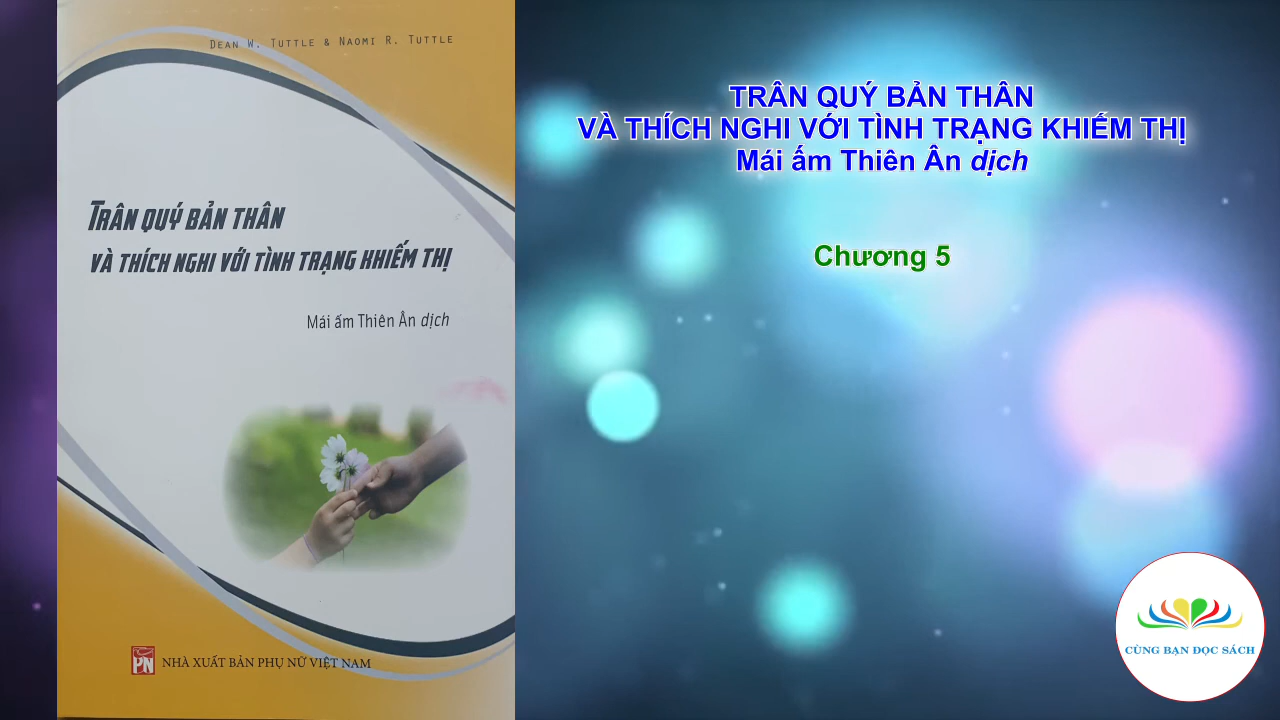 DEAN W. TUTTLE & NAOMI R. TUTTLE
TRÂN QUÝ BẢN THÂN
VÀ THÍCH NGHI VỚI TÌNH TRẠNG KHIẾM THỊ
Mái ấm Thiên Ân dịch
PN NHÀ XUẤT BẢN PHỤ NỮ VIỆT NAM
TRÂN QUÝ BẢN THÂN
VÀ THÍCH NGHI VỚI TÌNH TRẠNG KHIẾM THỊ
Mái ấm Thiên Ân dịch
Chương 5
CÙNG BẠN ĐỌC SÁCH